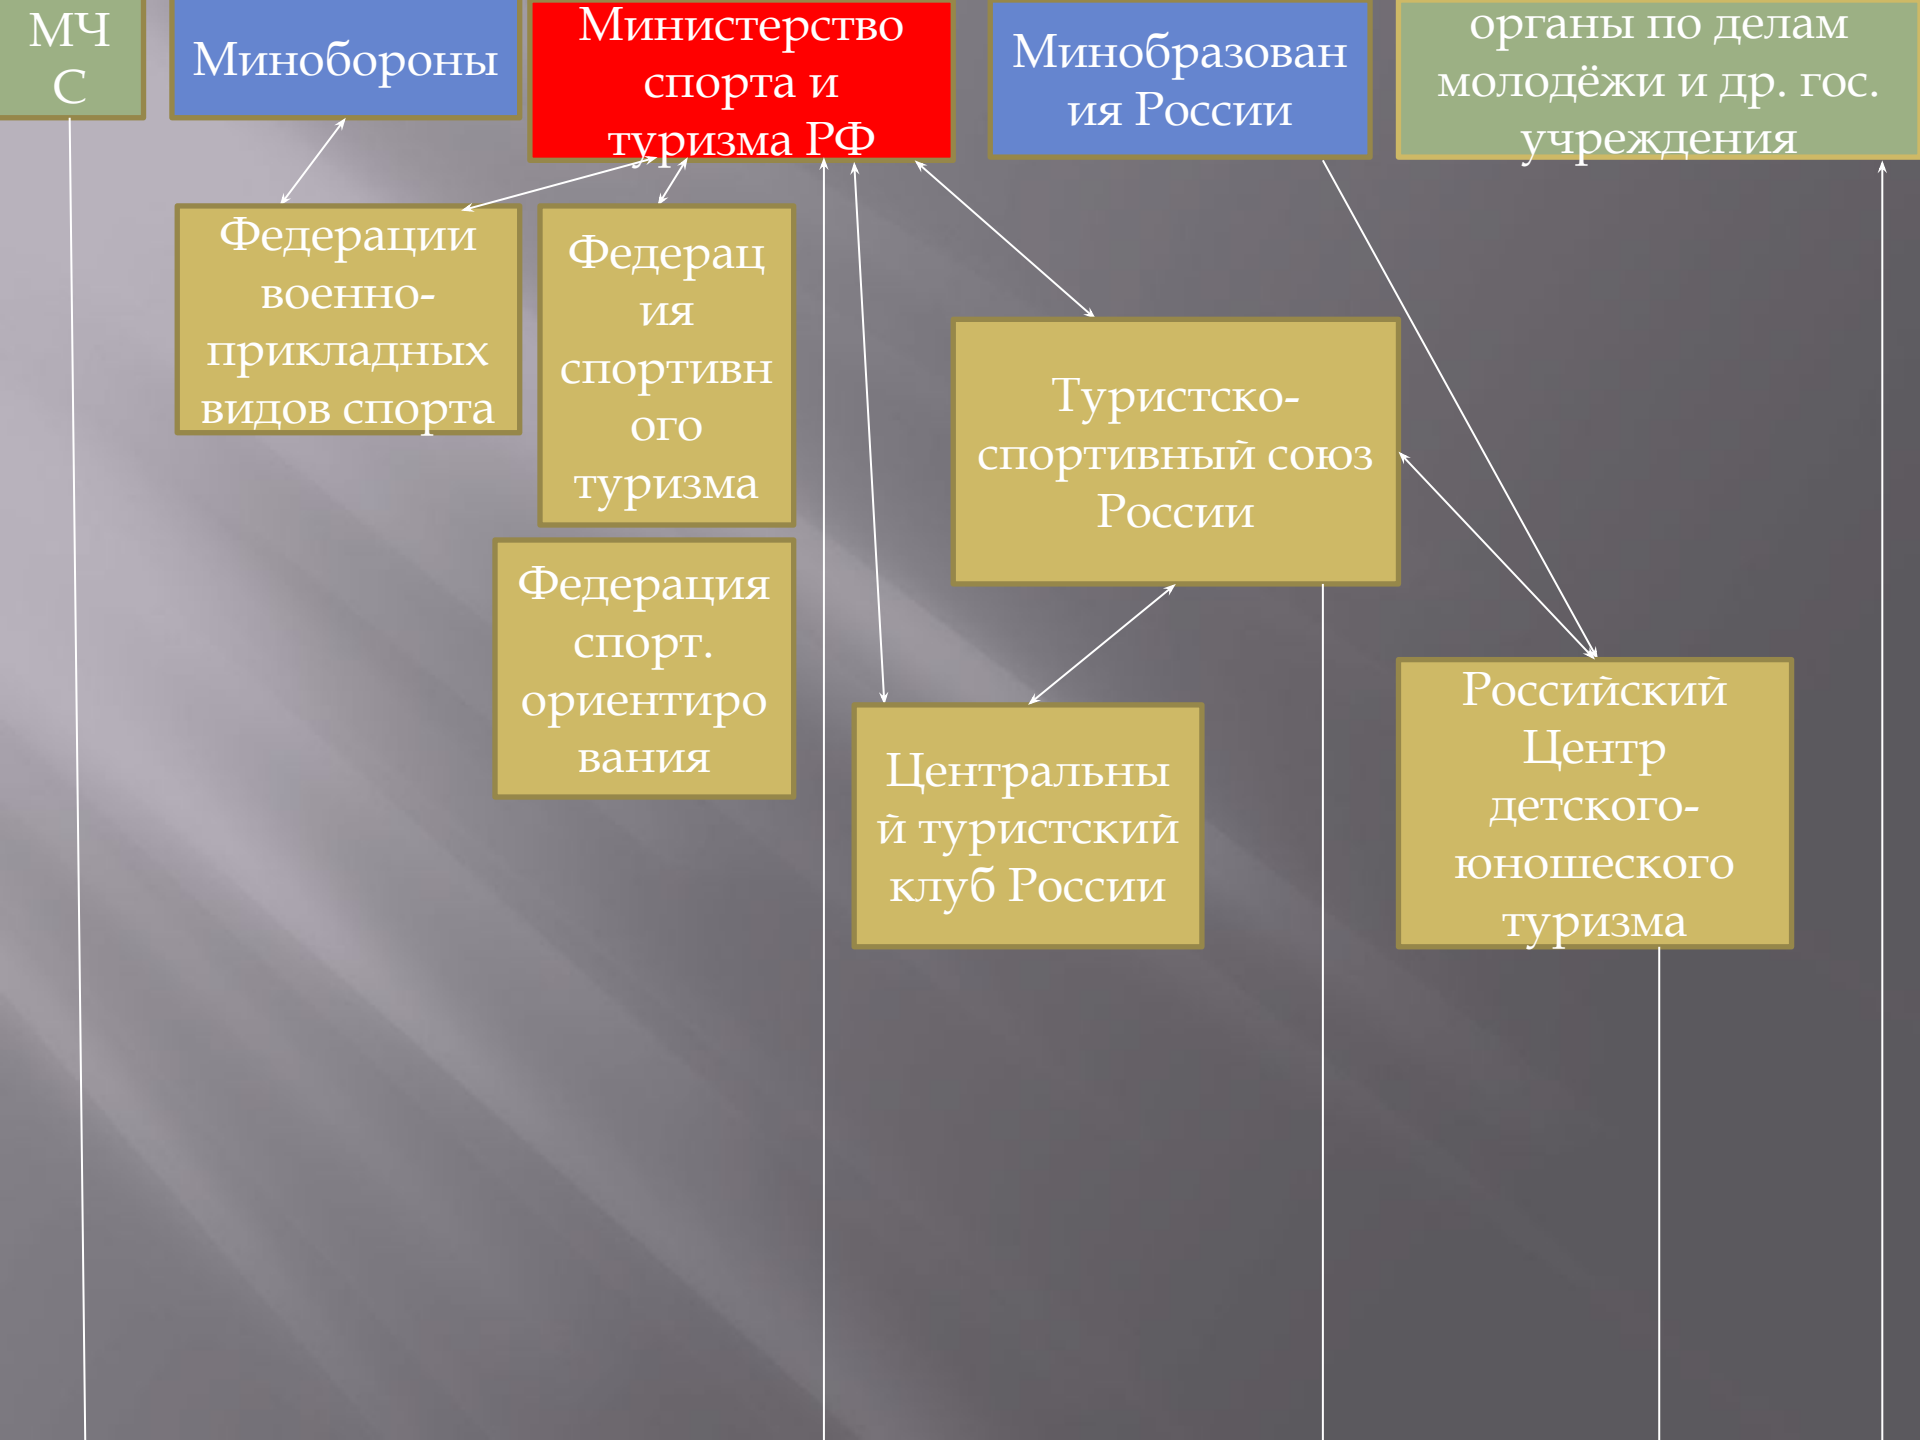 МЧ
С
Минобороны
Министерство
спорта и
туризма РФ
Минобразован
ия России
органы по делам
молодёжи и др. гос.
учреждения
Федерации
военно-
прикладных
видов спорта
Федерац
ия
спортивн
ого
туризма
Туристско-
спортивный союз
России
Федерация
спорт.
ориентиро
вания
Центральны
й туристский
клуб России
Российский
Центр
детского-
юношеского
туризма